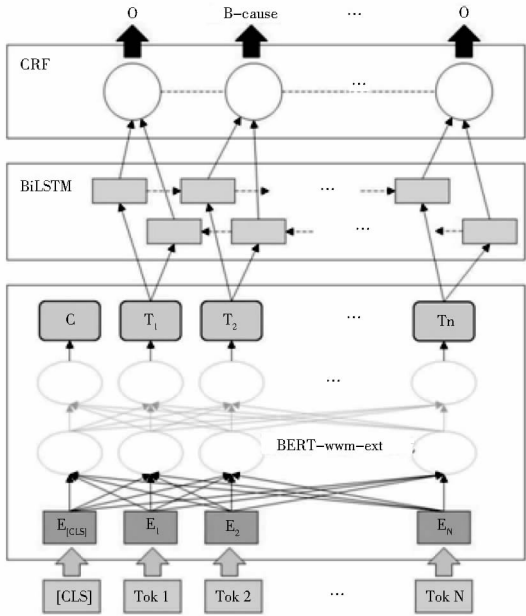 O B-cause ... O
CRF
...
BiLSTM
...
...
C T1 T2 ... Tn
...
BERT-wwm-ext
E[CLS] E1 E2 EN
[CLS] Tok 1 Tok 2 ... Tok N